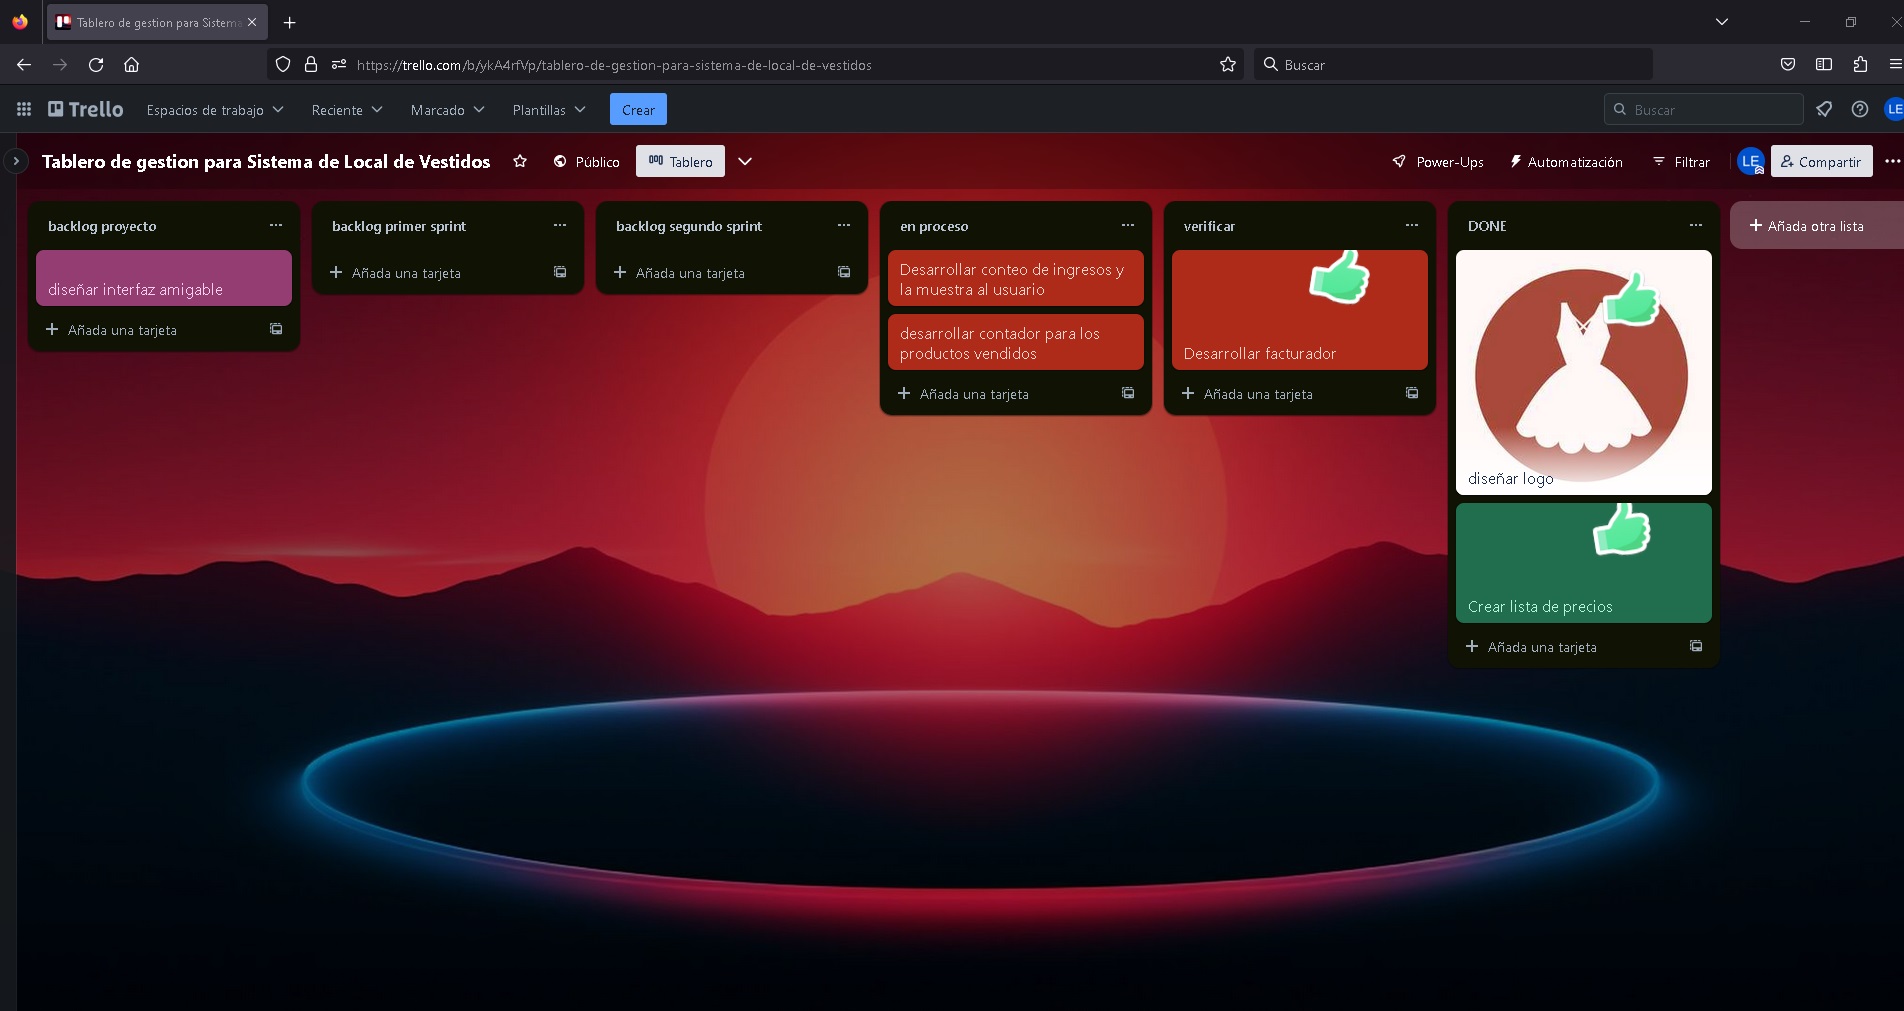 Tablero de gestion para Sistema
https://trello.com/b/ykA4rfVp/tablero-de-gestion-para-sistema-de-local-de-vestidos
Buscar
Trello
Espacios de trabajo
Reciente
Marcado
Plantillas
Crear
Buscar
LE
Tablero de gestion para Sistema de Local de Vestidos
Público
Tablero
Power-Ups
Automatización
Filtrar
LE
Compartir
backlog proyecto
diseñar interfaz amigable
Añada una tarjeta
backlog primer sprint
Añada una tarjeta
backlog segundo sprint
Añada una tarjeta
en proceso
Desarrollar conteo de ingresos y
la muestra al usuario
desarrollar contador para los
productos vendidos
Añada una tarjeta
verificar
Desarrollar facturador
Añada una tarjeta
DONE
diseñar logo
Crear lista de precios
Añada una tarjeta
Añada otra lista